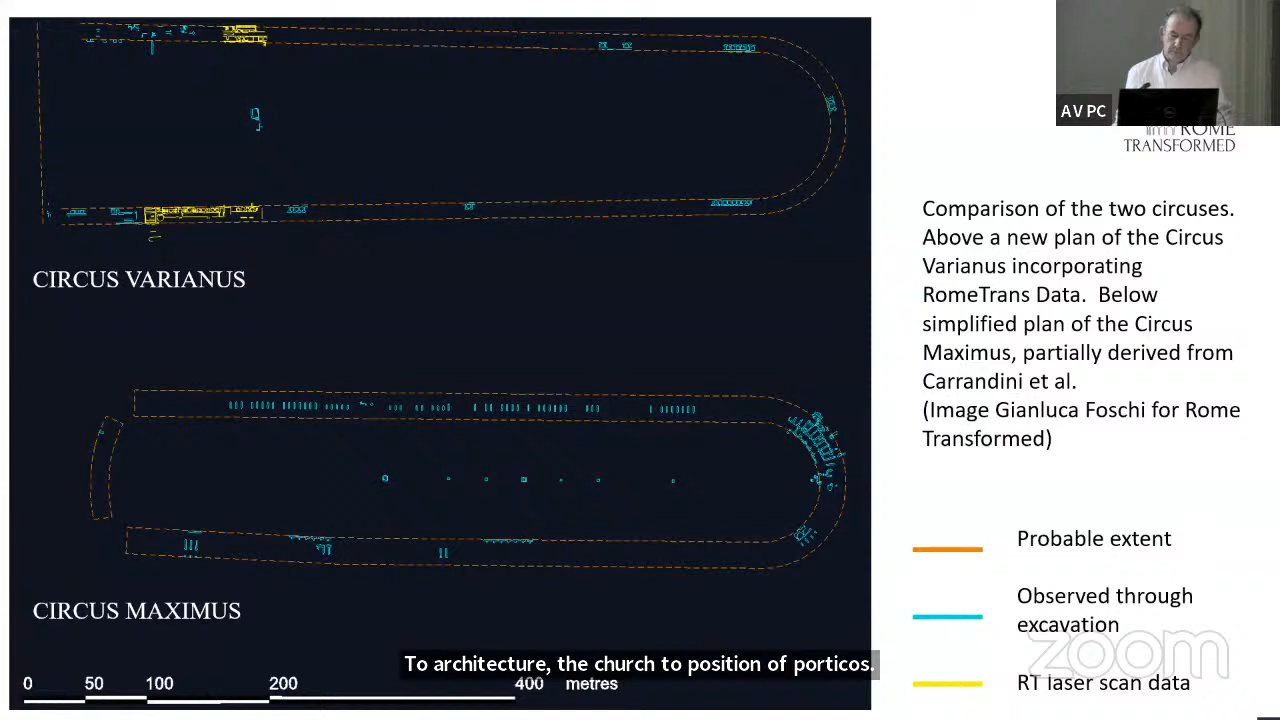 AV PC
ROME
TRANSFORMED
Comparison of the two circuses.
Above a new plan of the Circus
Varianus incorporating
RomeTrans Data. Below
simplified plan of the Circus
Maximus, partially derived from
Carrandini et al.
(Image Gianluca Foschi for Rome
Transformed)
CIRCUS VARIANUS
CIRCUS MAXIMUS
Probable extent
Observed through
excavation
zoom
RT laser scan data
To architecture, the church to position of porticos.
0 50 100 200 400 metres